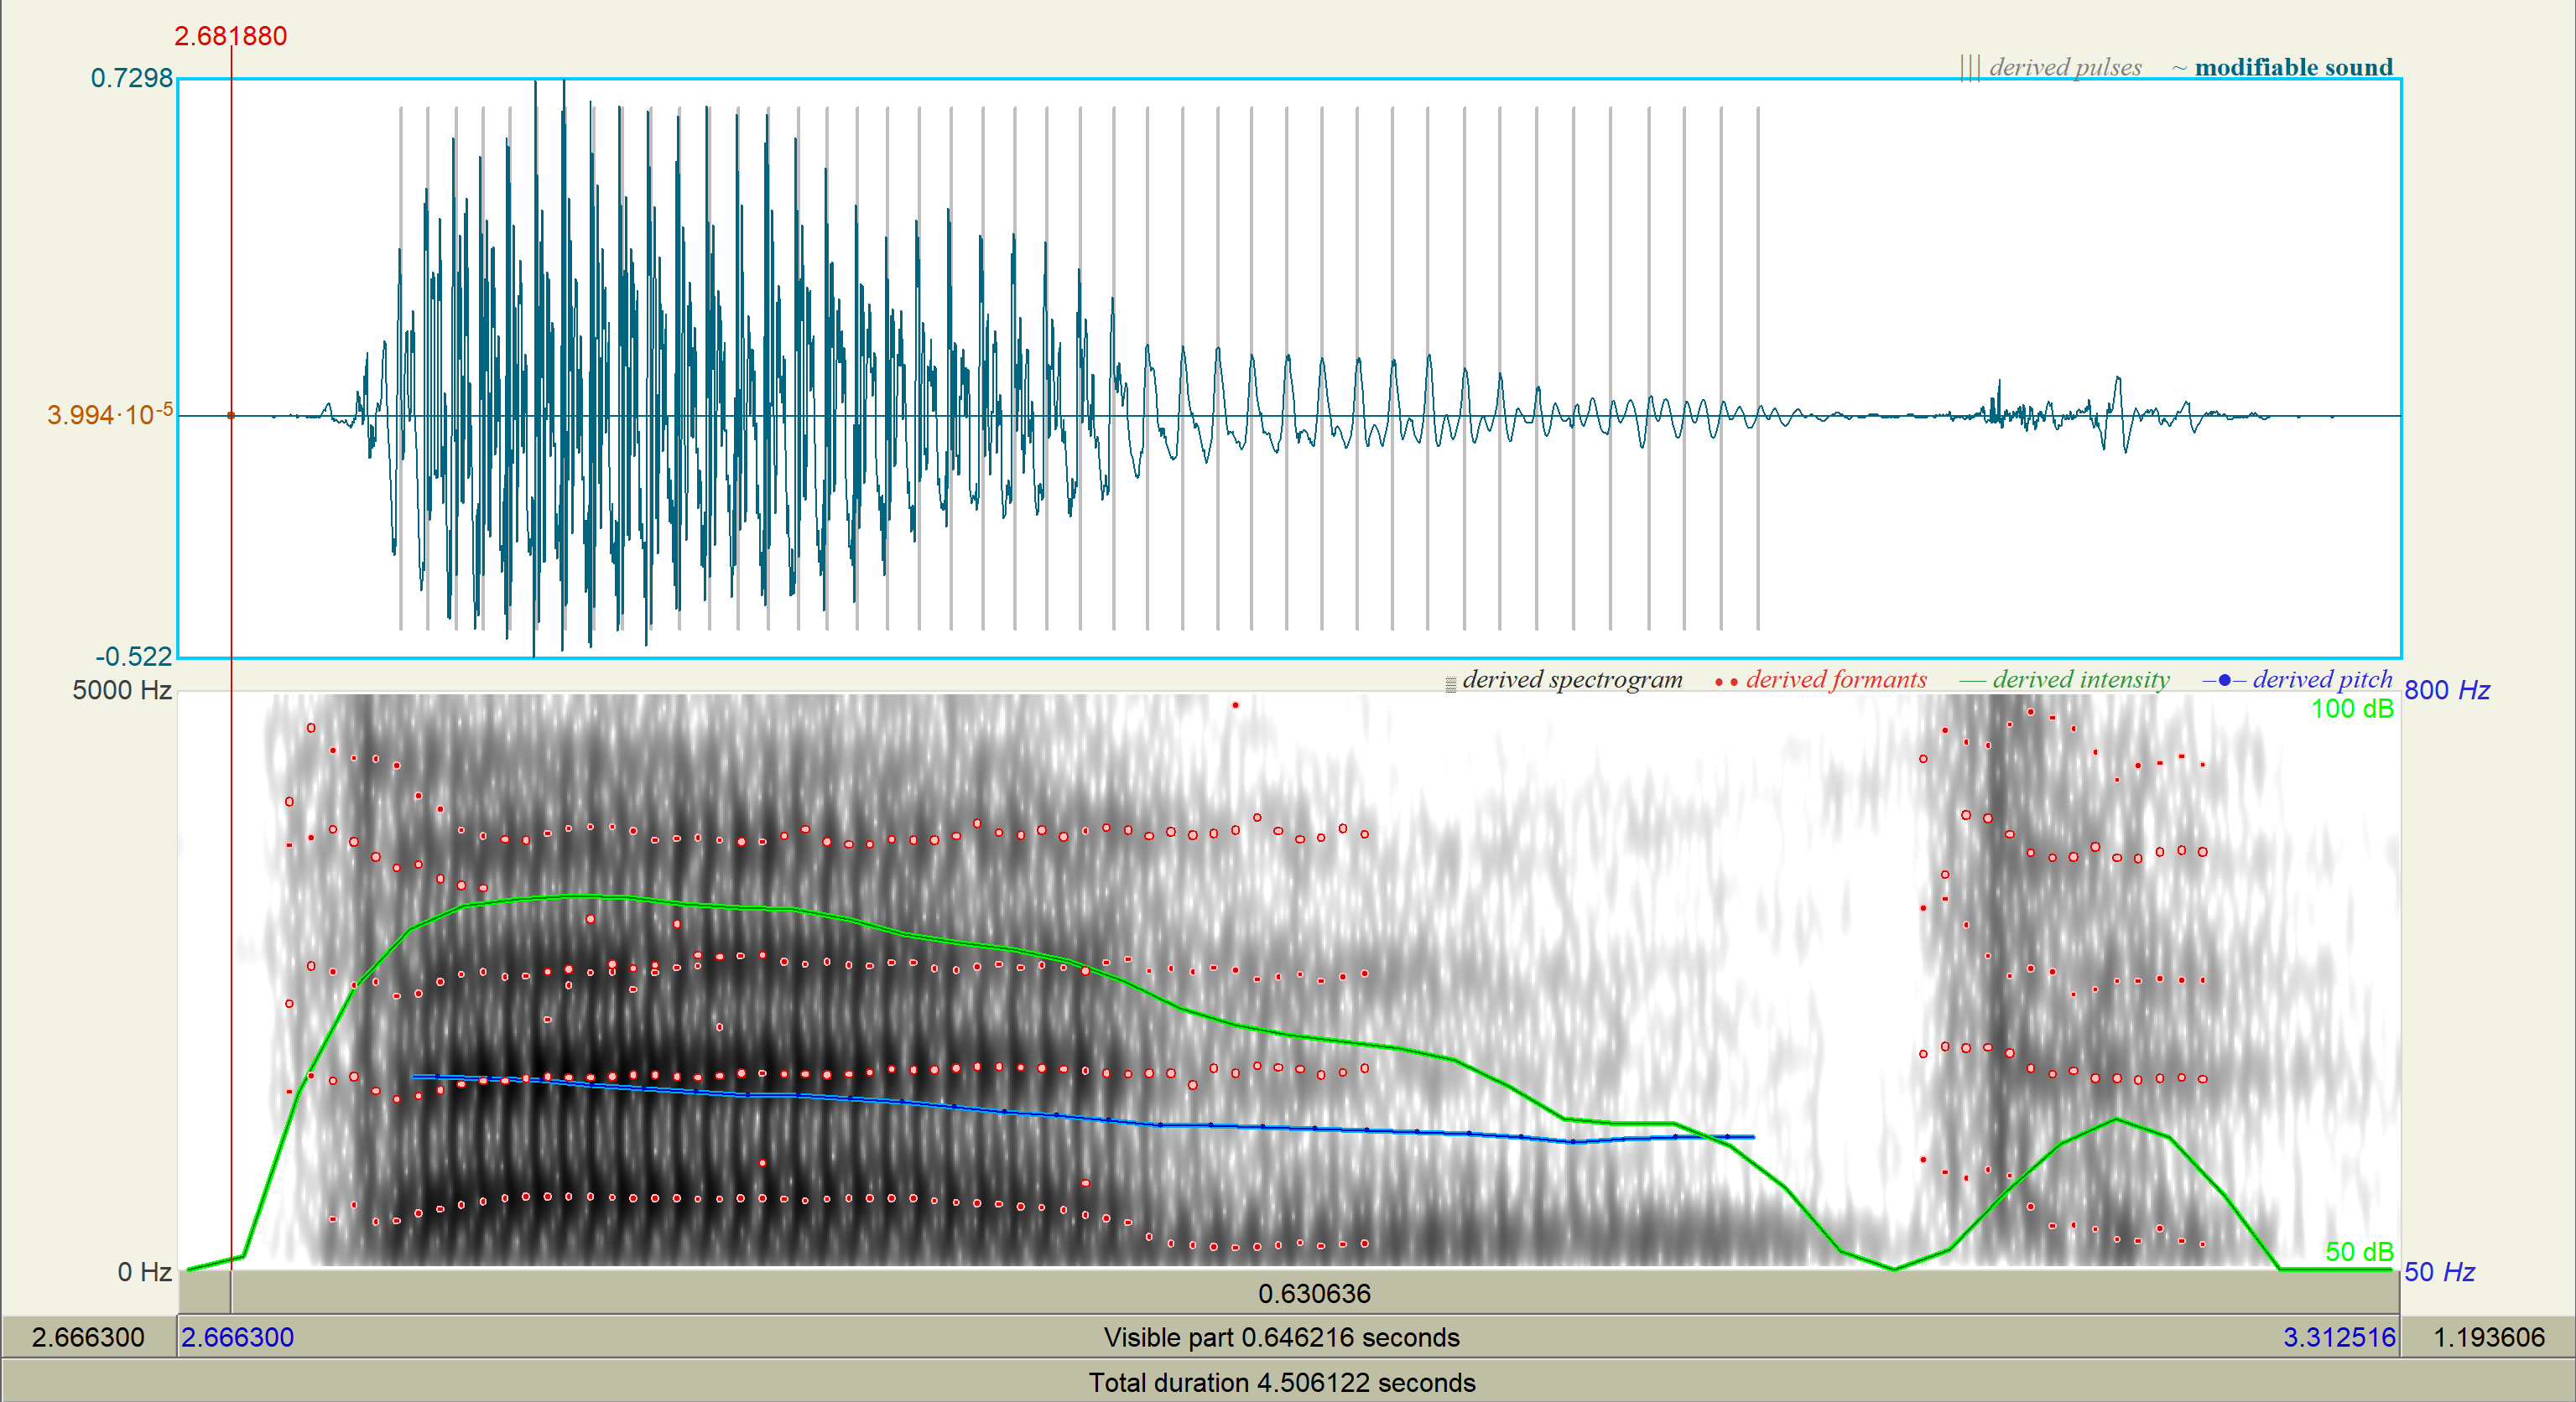 2.681880
0.7298
||| derived pulses ~ modifiable sound
3.994·10-5
-0.522
derived spectrogram •• derived formants — derived intensity –●– derived pitch
5000 Hz 800 Hz
100 dB
50 dB
0 Hz 50 Hz
0.630636
2.666300 2.666300 Visible part 0.646216 seconds 3.312516 1.193606
Total duration 4.506122 seconds